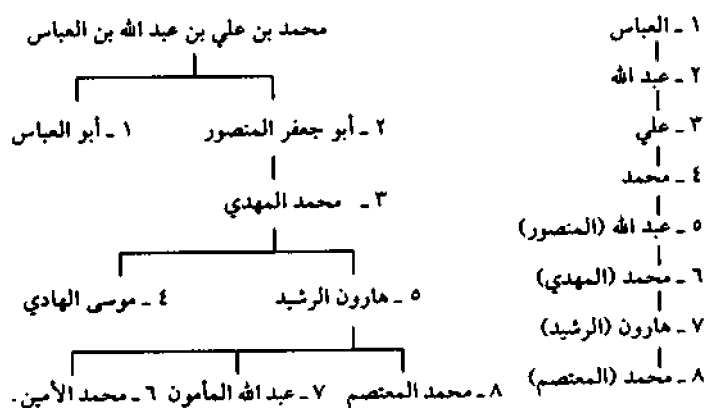 ١ ـ العباس
٢ ـ عبد الله
٣ ـ علي
٤ ـ محمد
٥ ـ عبد الله (المنصور)
٦ ـ محمد (المهدي)
٧ ـ هارون (الرشيد)
٨ ـ محمد (المعتصم)
محمد بن علي بن عبد الله بن العباس
٢ ـ أبو جعفر المنصور ١ ـ أبو العباس
٣ ـ محمد المهدي
٥ ـ هارون الرشيد ٤ ـ موسى الهادي
٨ ـ محمد المعتصم ٧ ـ عبد الله المأمون ٦ ـ محمد الأمين.